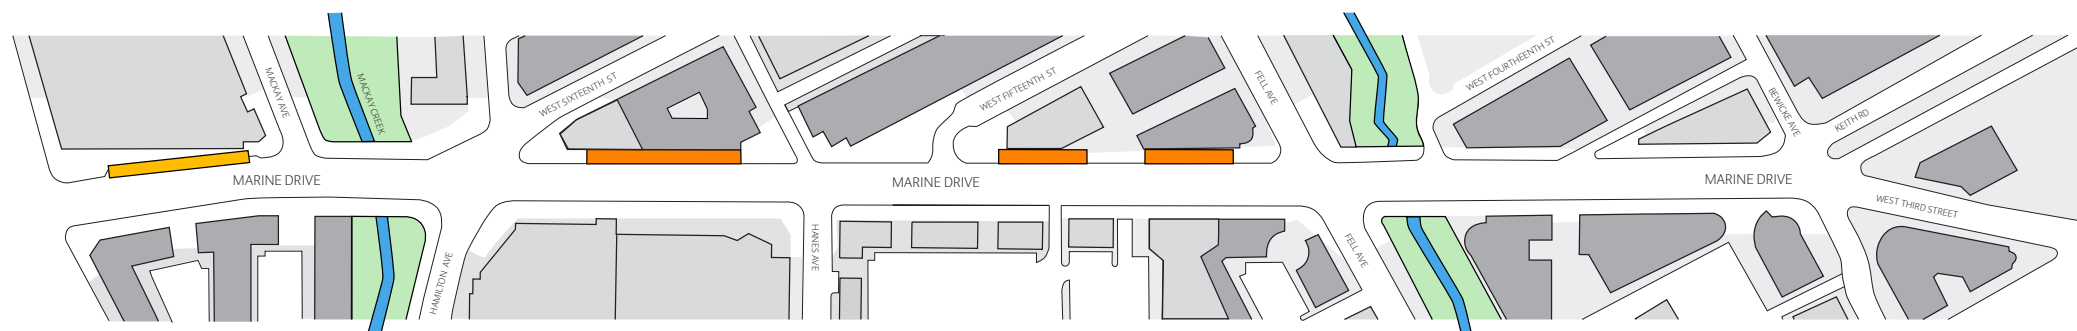 MACKAY AVE
MACKAY CREEK
WEST SIXTEENTH ST
WEST FIFTEENTH ST
FELL AVE
WEST FOURTHEENTH ST
BEWICKE AVE
KEITH RD
MARINE DRIVE
MARINE DRIVE
MARINE DRIVE
WEST THIRD STREET
HAMILTON AVE
HANES AVE
FELL AVE